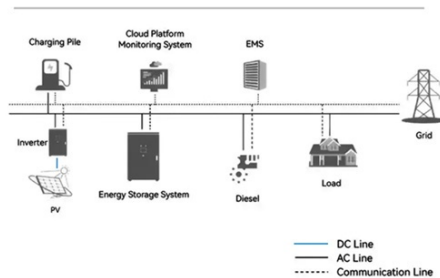 Charging Pile
Cloud Platform
Monitoring System
EMS
Grid
Inverter
PV
Energy Storage System
Diesel
Load
DC Line
AC Line
Communication Line